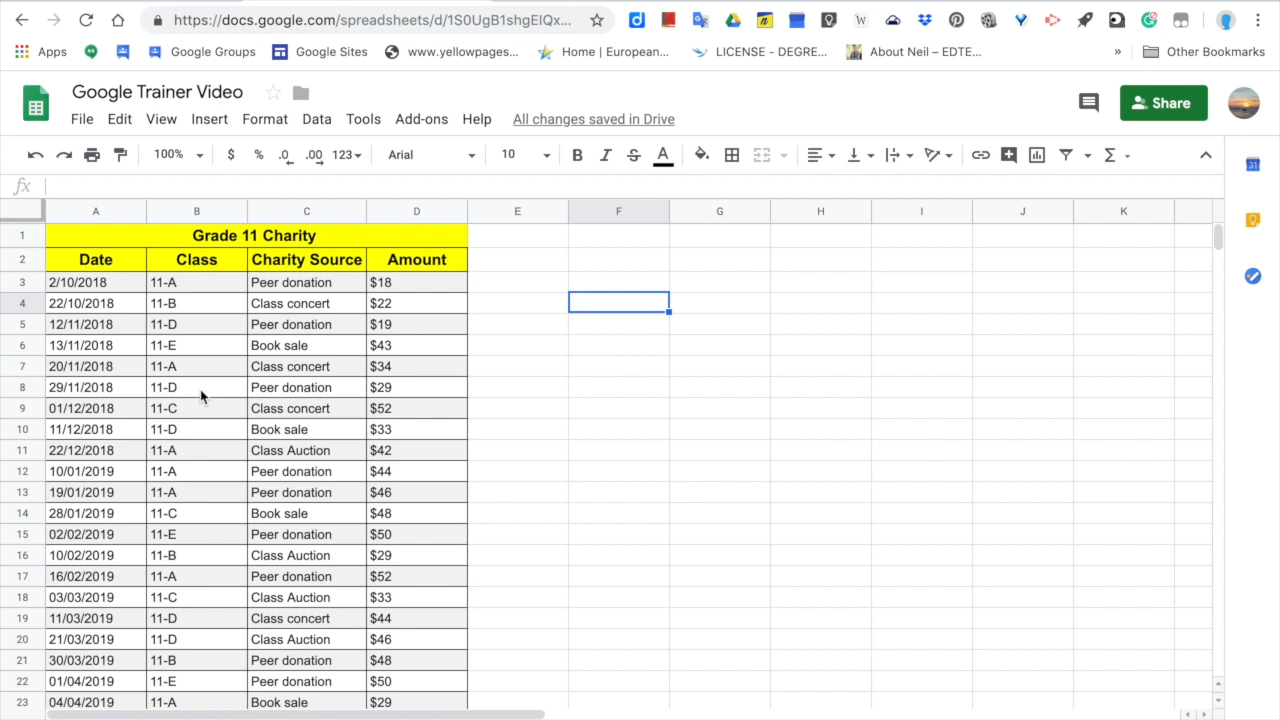 https://docs.google.com/spreadsheets/d/1S0UgB1shgEIQx...
Apps Google Groups Google Sites www.yellowpages... Home | European... LICENSE - DEGRE... About Neil – EDTE... » Other Bookmarks
Google Trainer Video
Share
File Edit View Insert Format Data Tools Add-ons Help All changes saved in Drive
100% $ % .0 .00 123 Arial 10 B I S A Σ
fx
A B C D E F G H I J K
1 Grade 11 Charity
2 Date Class Charity Source Amount
3 2/10/2018 11-A Peer donation $18
4 22/10/2018 11-B Class concert $22
5 12/11/2018 11-D Peer donation $19
6 13/11/2018 11-E Book sale $43
7 20/11/2018 11-A Class concert $34
8 29/11/2018 11-D Peer donation $29
9 01/12/2018 11-C Class concert $52
10 11/12/2018 11-D Book sale $33
11 22/12/2018 11-A Class Auction $42
12 10/01/2019 11-A Peer donation $44
13 19/01/2019 11-A Peer donation $46
14 28/01/2019 11-C Book sale $48
15 02/02/2019 11-E Peer donation $50
16 10/02/2019 11-B Class Auction $29
17 16/02/2019 11-A Peer donation $52
18 03/03/2019 11-C Class Auction $33
19 11/03/2019 11-D Class concert $44
20 21/03/2019 11-D Class Auction $46
21 30/03/2019 11-B Peer donation $48
22 01/04/2019 11-E Peer donation $50
23 04/04/2019 11-A Book sale $29